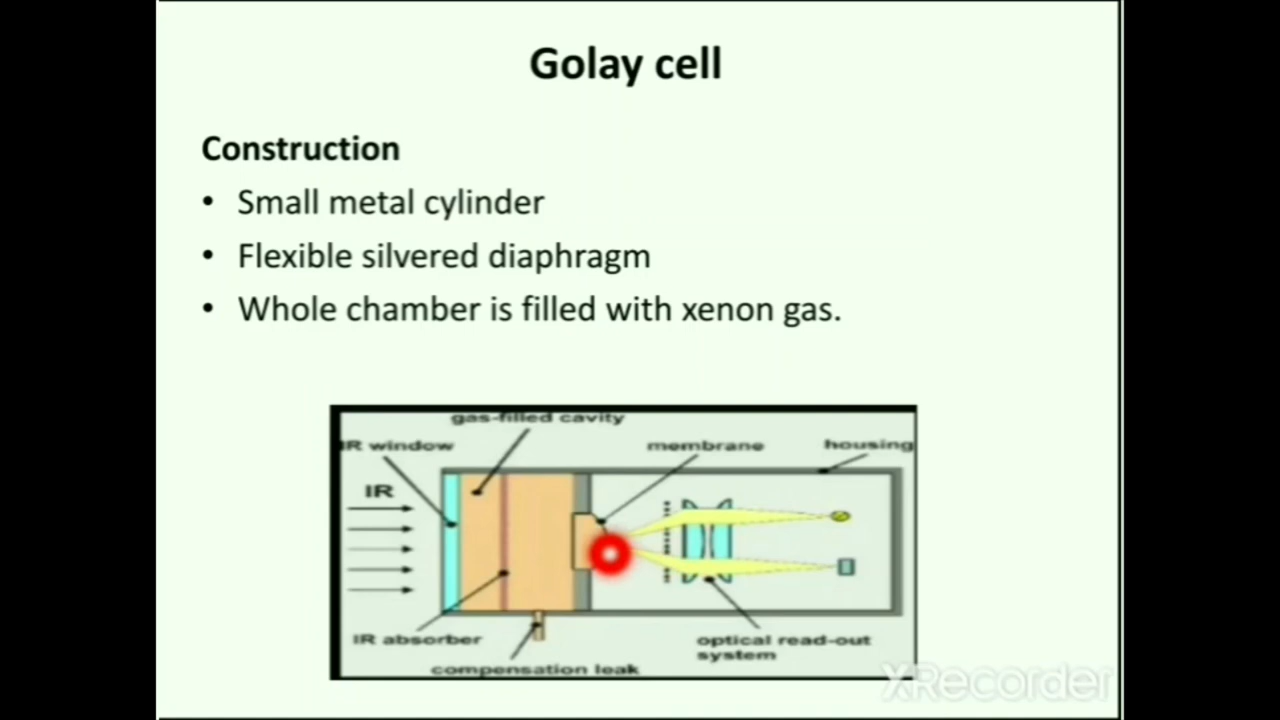 Golay cell
Construction
• Small metal cylinder
• Flexible silvered diaphragm
• Whole chamber is filled with xenon gas.
gas-filled cavity
IR window
membrane
housing
IR
IR absorber
optical read-out
system
compensation leak
XRecorder